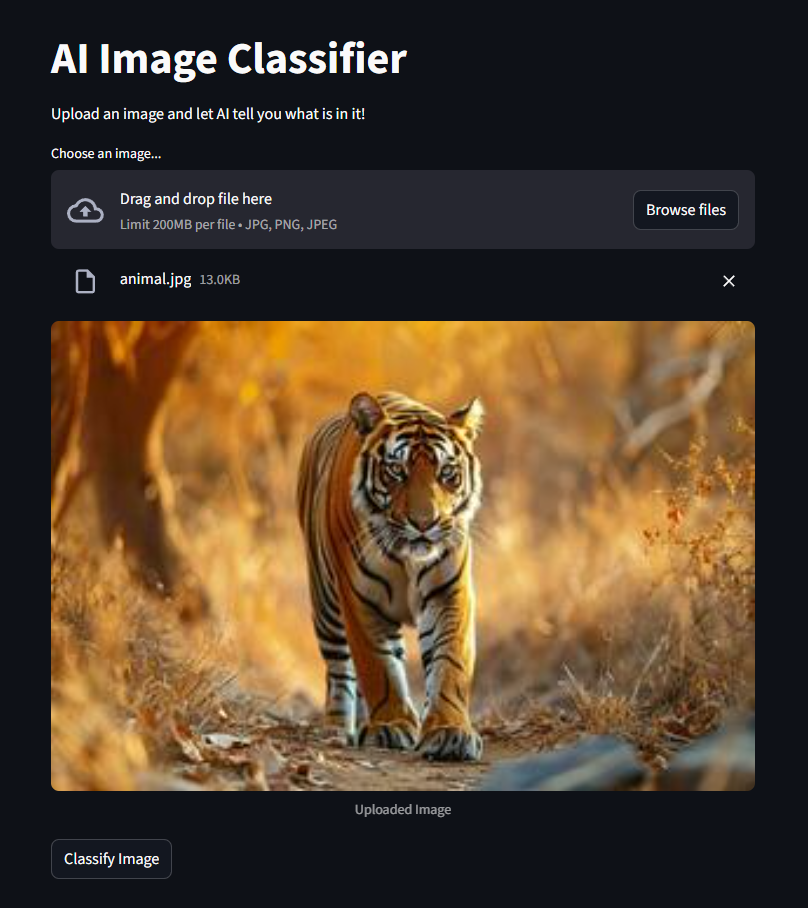 AI Image Classifier
Upload an image and let AI tell you what is in it!
Choose an image...
Drag and drop file here
Limit 200MB per file • JPG, PNG, JPEG
Browse files
animal.jpg 13.0KB
Uploaded Image
Classify Image